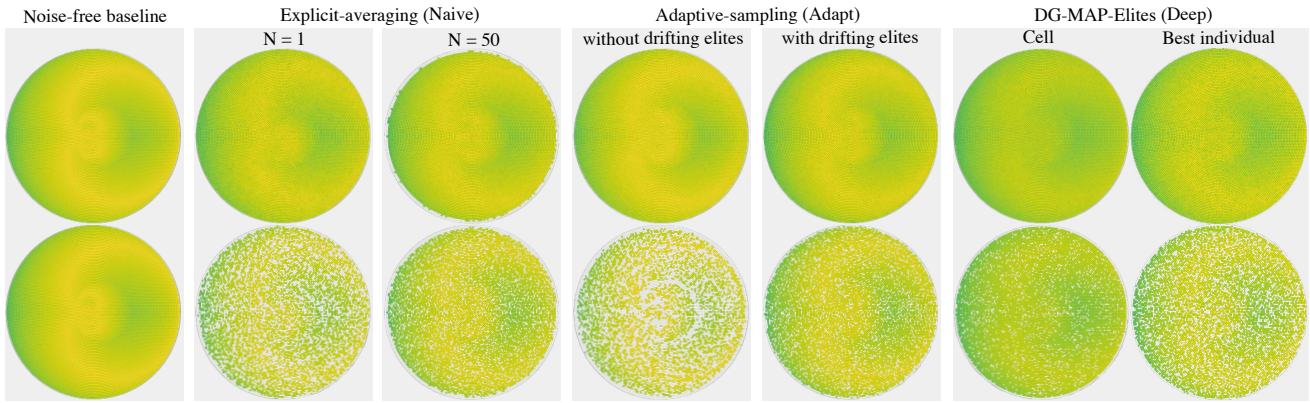 Noise-free baseline
Explicit-averaging (Naive)
N = 1
N = 50
Adaptive-sampling (Adapt)
without drifting elites
with drifting elites
DG-MAP-Elites (Deep)
Cell
Best individual